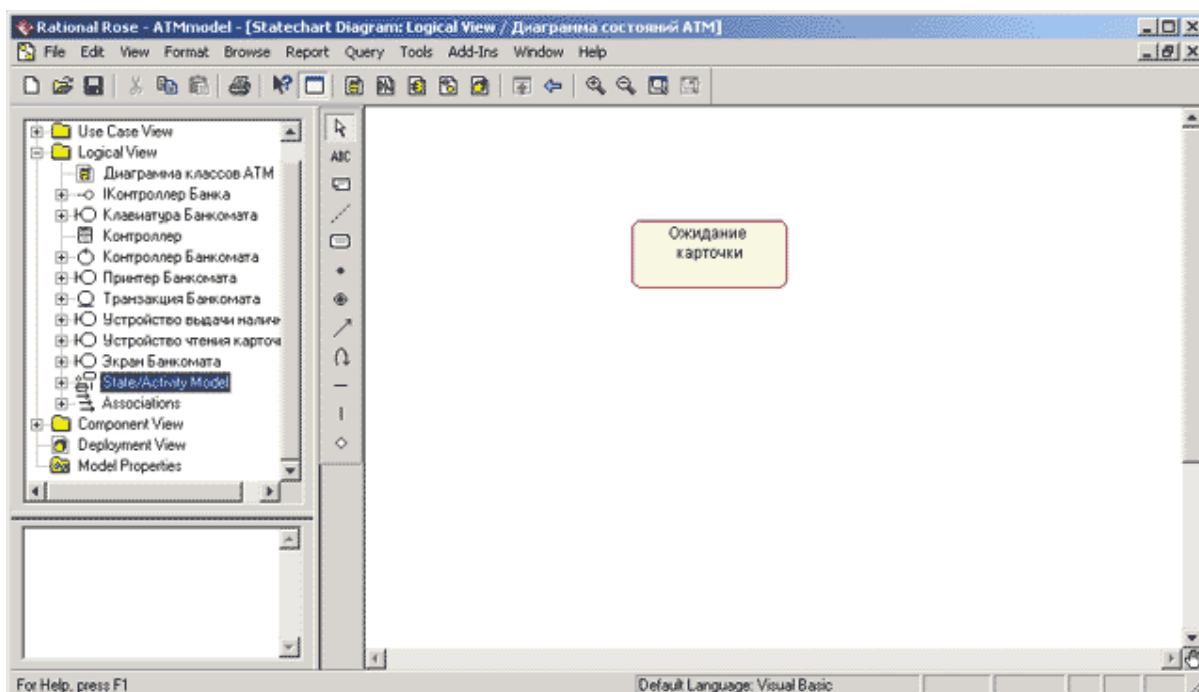 Rational Rose - ATMmodel - [Statechart Diagram: Logical View / Диаграмма состояний АТМ]
File Edit View Format Browse Report Query Tools Add-Ins Window Help
Use Case View
Logical View
Диаграмма классов ATM
IКонтроллер Банка
Клавиатура Банкомата
Контроллер
Контроллер Банкомата
Принтер Банкомата
Транзакция Банкомата
Устройство выдачи налич
Устройство чтения карточ
Экран Банкомата
State/Activity Model
Associations
Component View
Deployment View
Model Properties
ABC
Ожидание
карточки
For Help, press F1
Default Language: Visual Basic